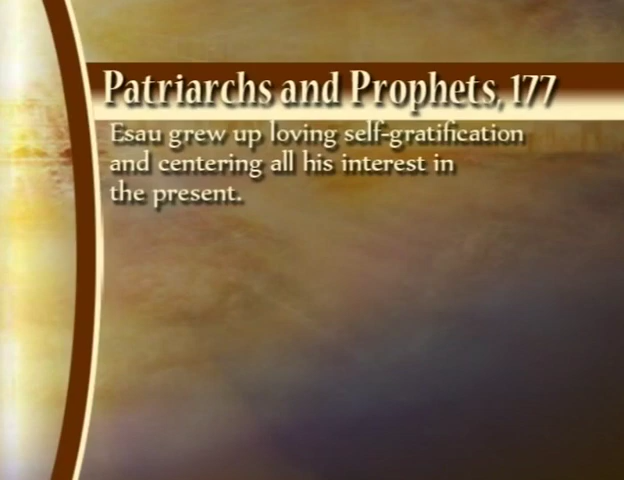 Patriarchs and Prophets, 177
Esau grew up loving self-gratification
and centering all his interest in
the present.